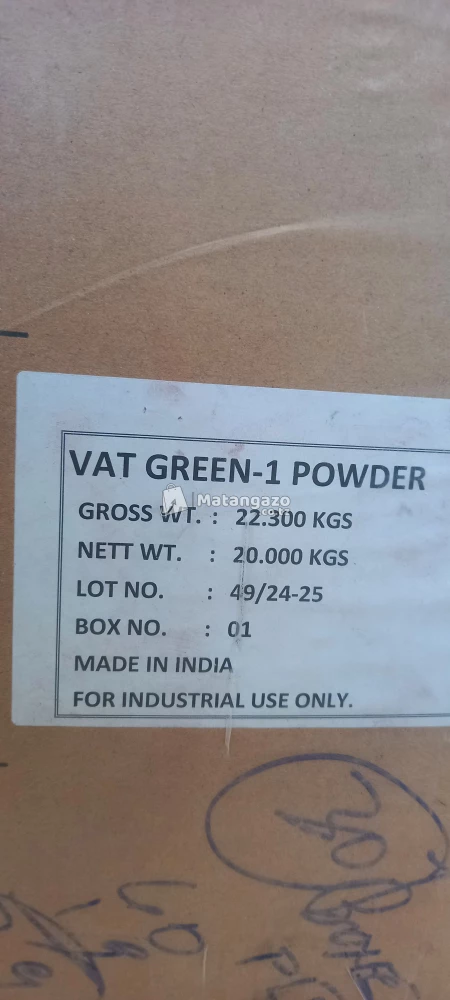 VAT GREEN-1 POWDER
Matangazo
GROSS WT. : 22.300 KGS
NETT WT. : 20.000 KGS
LOT NO. : 49/24-25
BOX NO. : 01
MADE IN INDIA
FOR INDUSTRIAL USE ONLY.